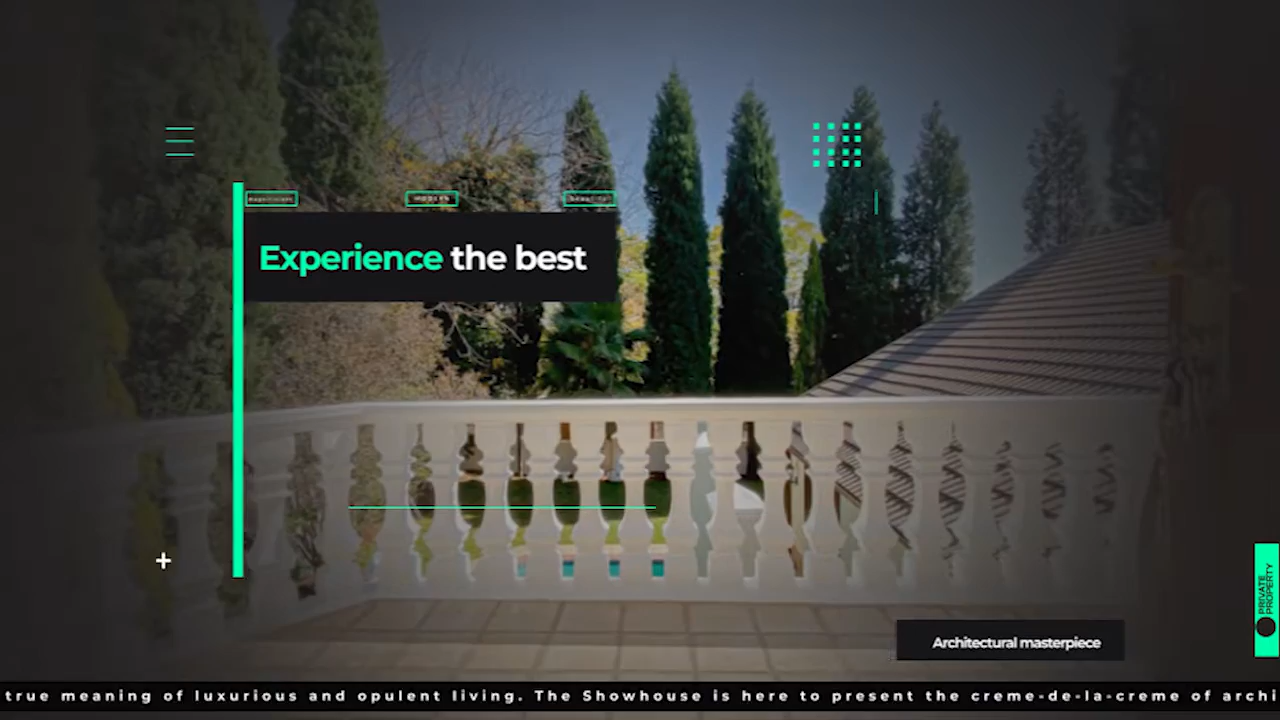 MODERN
Experience the best
PRIVATE
PROPERTY
Architectural masterpiece
true meaning of luxurious and opulent living. The Showhouse is here to present the creme-de-la-creme of archi